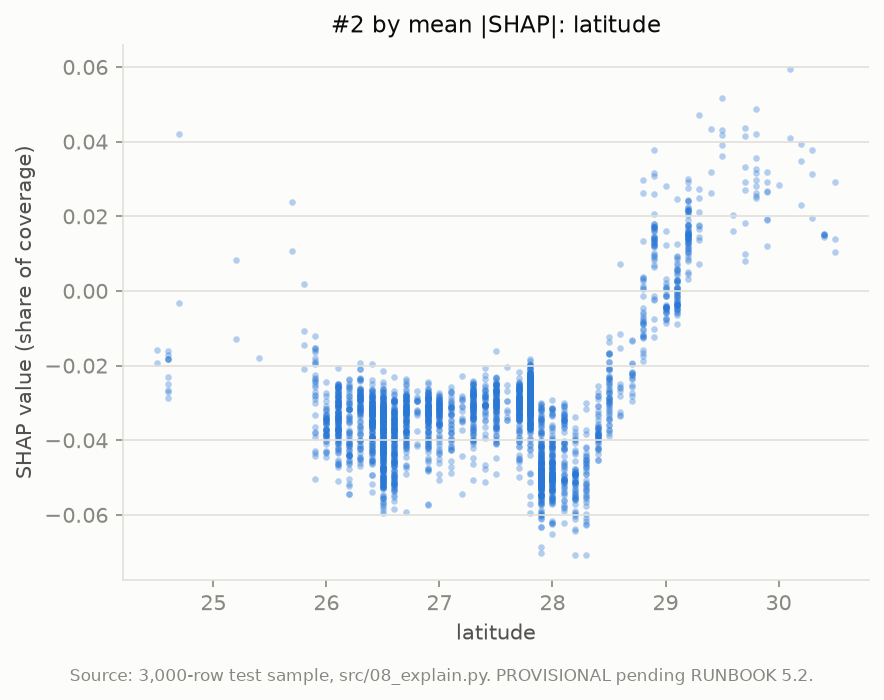 #2 by mean |SHAP|: latitude
0.06
0.04
0.02
0.00
−0.02
−0.04
−0.06
SHAP value (share of coverage)
25 26 27 28 29 30
latitude
Source: 3,000-row test sample, src/08_explain.py. PROVISIONAL pending RUNBOOK 5.2.